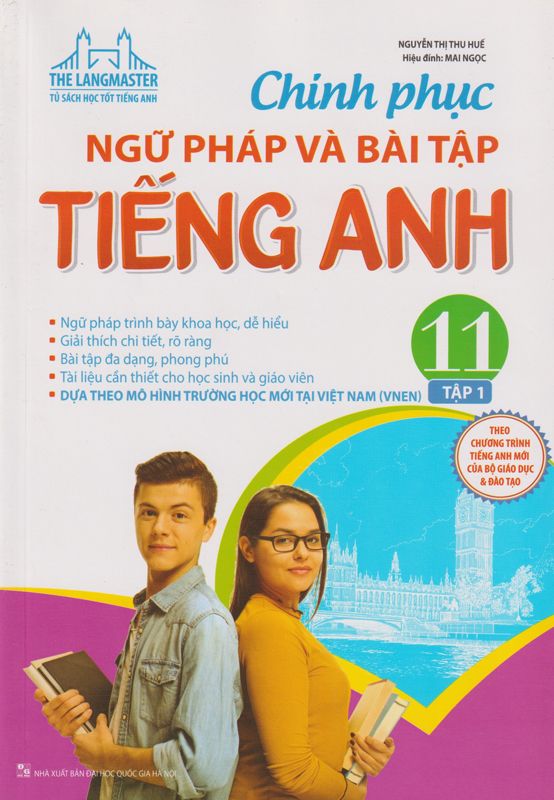 THE LANGMASTER
TỦ SÁCH HỌC TỐT TIẾNG ANH
NGUYỄN THỊ THU HUẾ
Hiệu đính: MAI NGỌC
Chinh phục
NGỮ PHÁP VÀ BÀI TẬP
TIẾNG ANH
11
TẬP 1
Ngữ pháp trình bày khoa học, dễ hiểu
Giải thích chi tiết, rõ ràng
Bài tập đa dạng, phong phú
Tài liệu cần thiết cho học sinh và giáo viên
DỰA THEO MÔ HÌNH TRƯỜNG HỌC MỚI TẠI VIỆT NAM (VNEN)
THEO
CHƯƠNG TRÌNH
TIẾNG ANH MỚI
CỦA BỘ GIÁO DỤC
& ĐÀO TẠO
NHÀ XUẤT BẢN ĐẠI HỌC QUỐC GIA HÀ NỘI